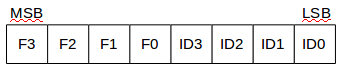 MSB LSB
F3 F2 F1 F0 ID3 ID2 ID1 ID0